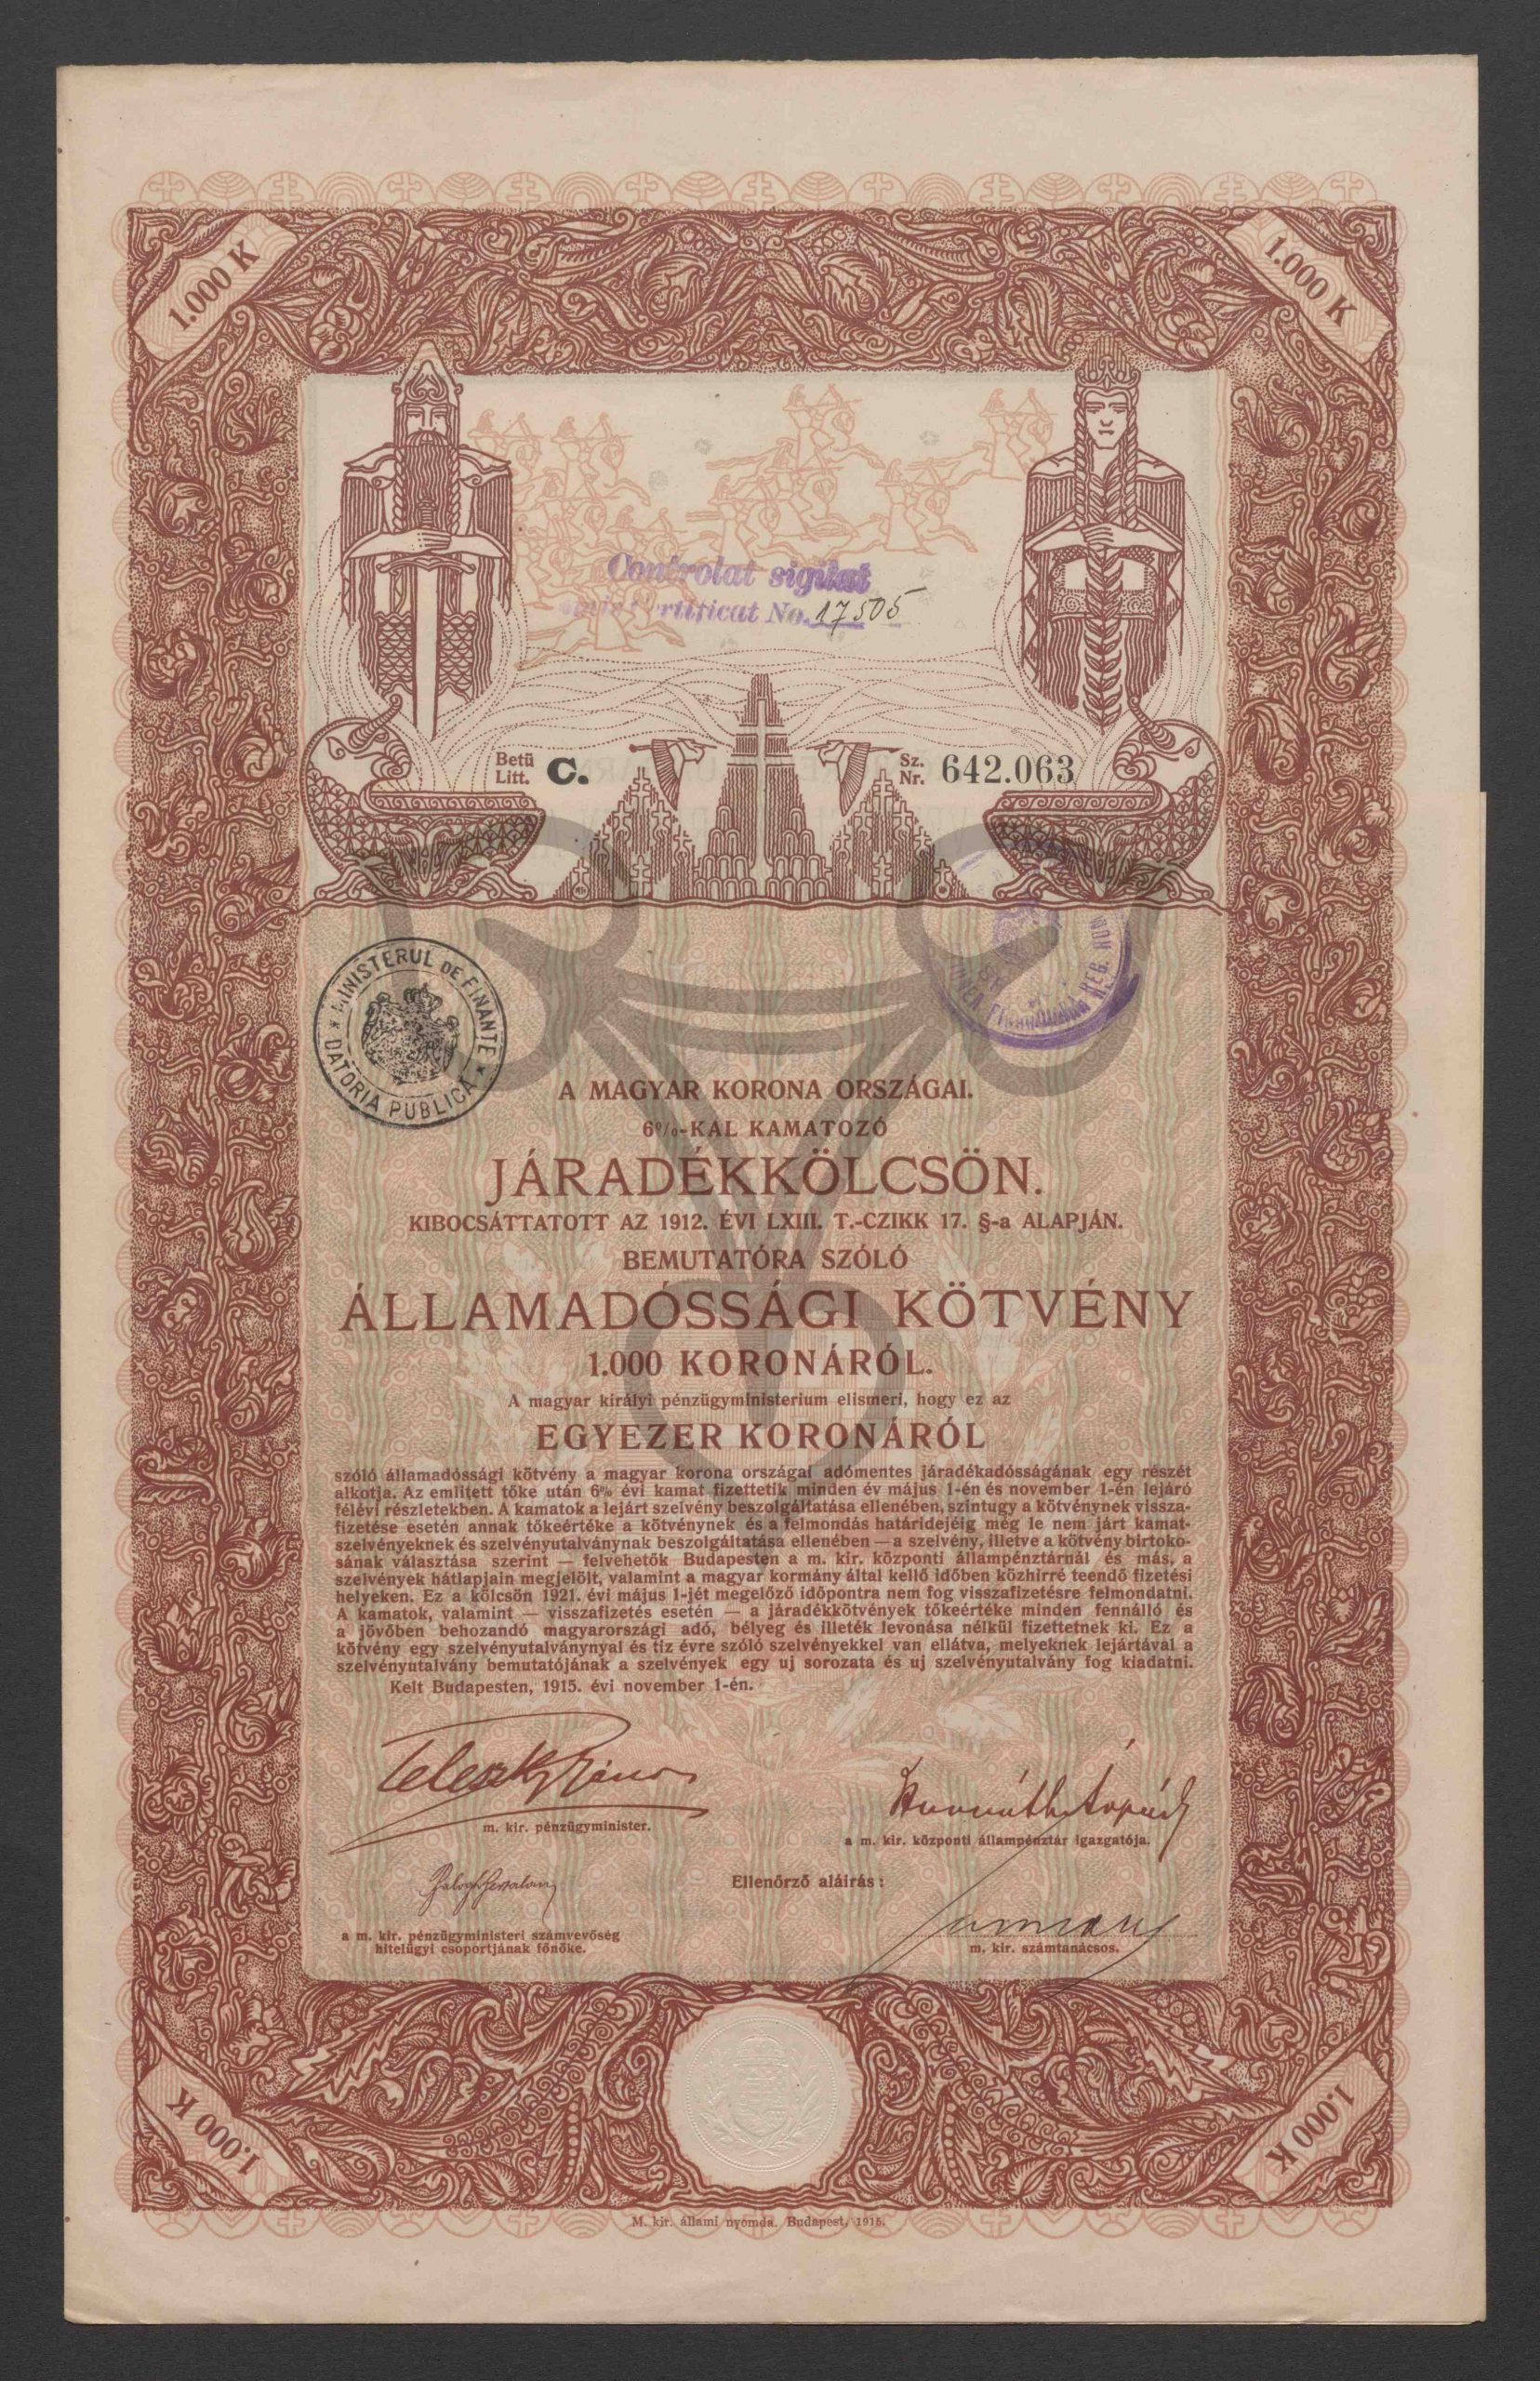 1.000 K
1.000 K
Controlat sigilat
No. 17505
Betü
Litt. C.
Sz.
Nr. 642.063
MINISTERUL DE FINANTE
DATORIA PUBLICĂ
A MAGYAR KORONA ORSZÁGAI.
6%-KAL KAMATOZÓ
JÁRADÉKKÖLCSÖN.
KIBOCSÁTTATOTT AZ 1912. ÉVI LXIII. T.-CZIKK 17. §-a ALAPJÁN.
BEMUTATÓRA SZÓLÓ
ÁLLAMADÓSSÁGI KÖTVÉNY
1.000 KORONÁRÓL.
A magyar királyi pénzügyministerium elismeri, hogy ez az
EGYEZER KORONÁRÓL
szóló államadóssági kötvény a magyar korona országai adómentes járadékadósságának egy részét
alkotja. Az emlitett tőke után 6% évi kamat fizettetik minden év május 1-én és november 1-én lejáró
félévi részletekben. A kamatok a lejárt szelvény beszolgáltatása ellenében, szintugy a kötvénynek vissza-
fizetése esetén annak tőkeértéke a kötvénynek és a felmondás határidejéig még le nem járt kamat-
szelvényeknek és szelvényutalványnak beszolgáltatása ellenében — a szelvény, illetve a kötvény birtoko-
sának választása szerint — felvehetők Budapesten a m. kir. központi állampénztárnál és más, a
szelvények hátlapjain megjelölt, valamint a magyar kormány által kellő időben közhirré teendő fizetési
helyeken. Ez a kölcsön 1921. évi május 1-jét megelőző időpontra nem fog visszafizetésre felmondatni.
A kamatok, valamint — visszafizetés esetén — a járadékkötvények tőkeértéke minden fennálló és
a jövőben behozandó magyarországi adó, bélyeg és illeték levonása nélkül fizettetnek ki. Ez a
kötvény egy szelvényutalványnyal és tiz évre szóló szelvényekkel van ellátva, melyeknek lejártával a
szelvényutalvány bemutatójának a szelvények egy uj sorozata és uj szelvényutalvány fog kiadatni.
Kelt Budapesten, 1915. évi november 1-én.
Teleszky János
m. kir. pénzügyminister.
Horváth Árpád
a m. kir. központi állampénztár igazgatója.
Ellenőrző aláirás:
a m. kir. pénzügyministeri számvevőség
hitelügyi csoportjának főnöke.
m. kir. számtanácsos.
1.000 K
1.000 K
M. kir. állami nyomda. Budapest, 1915.